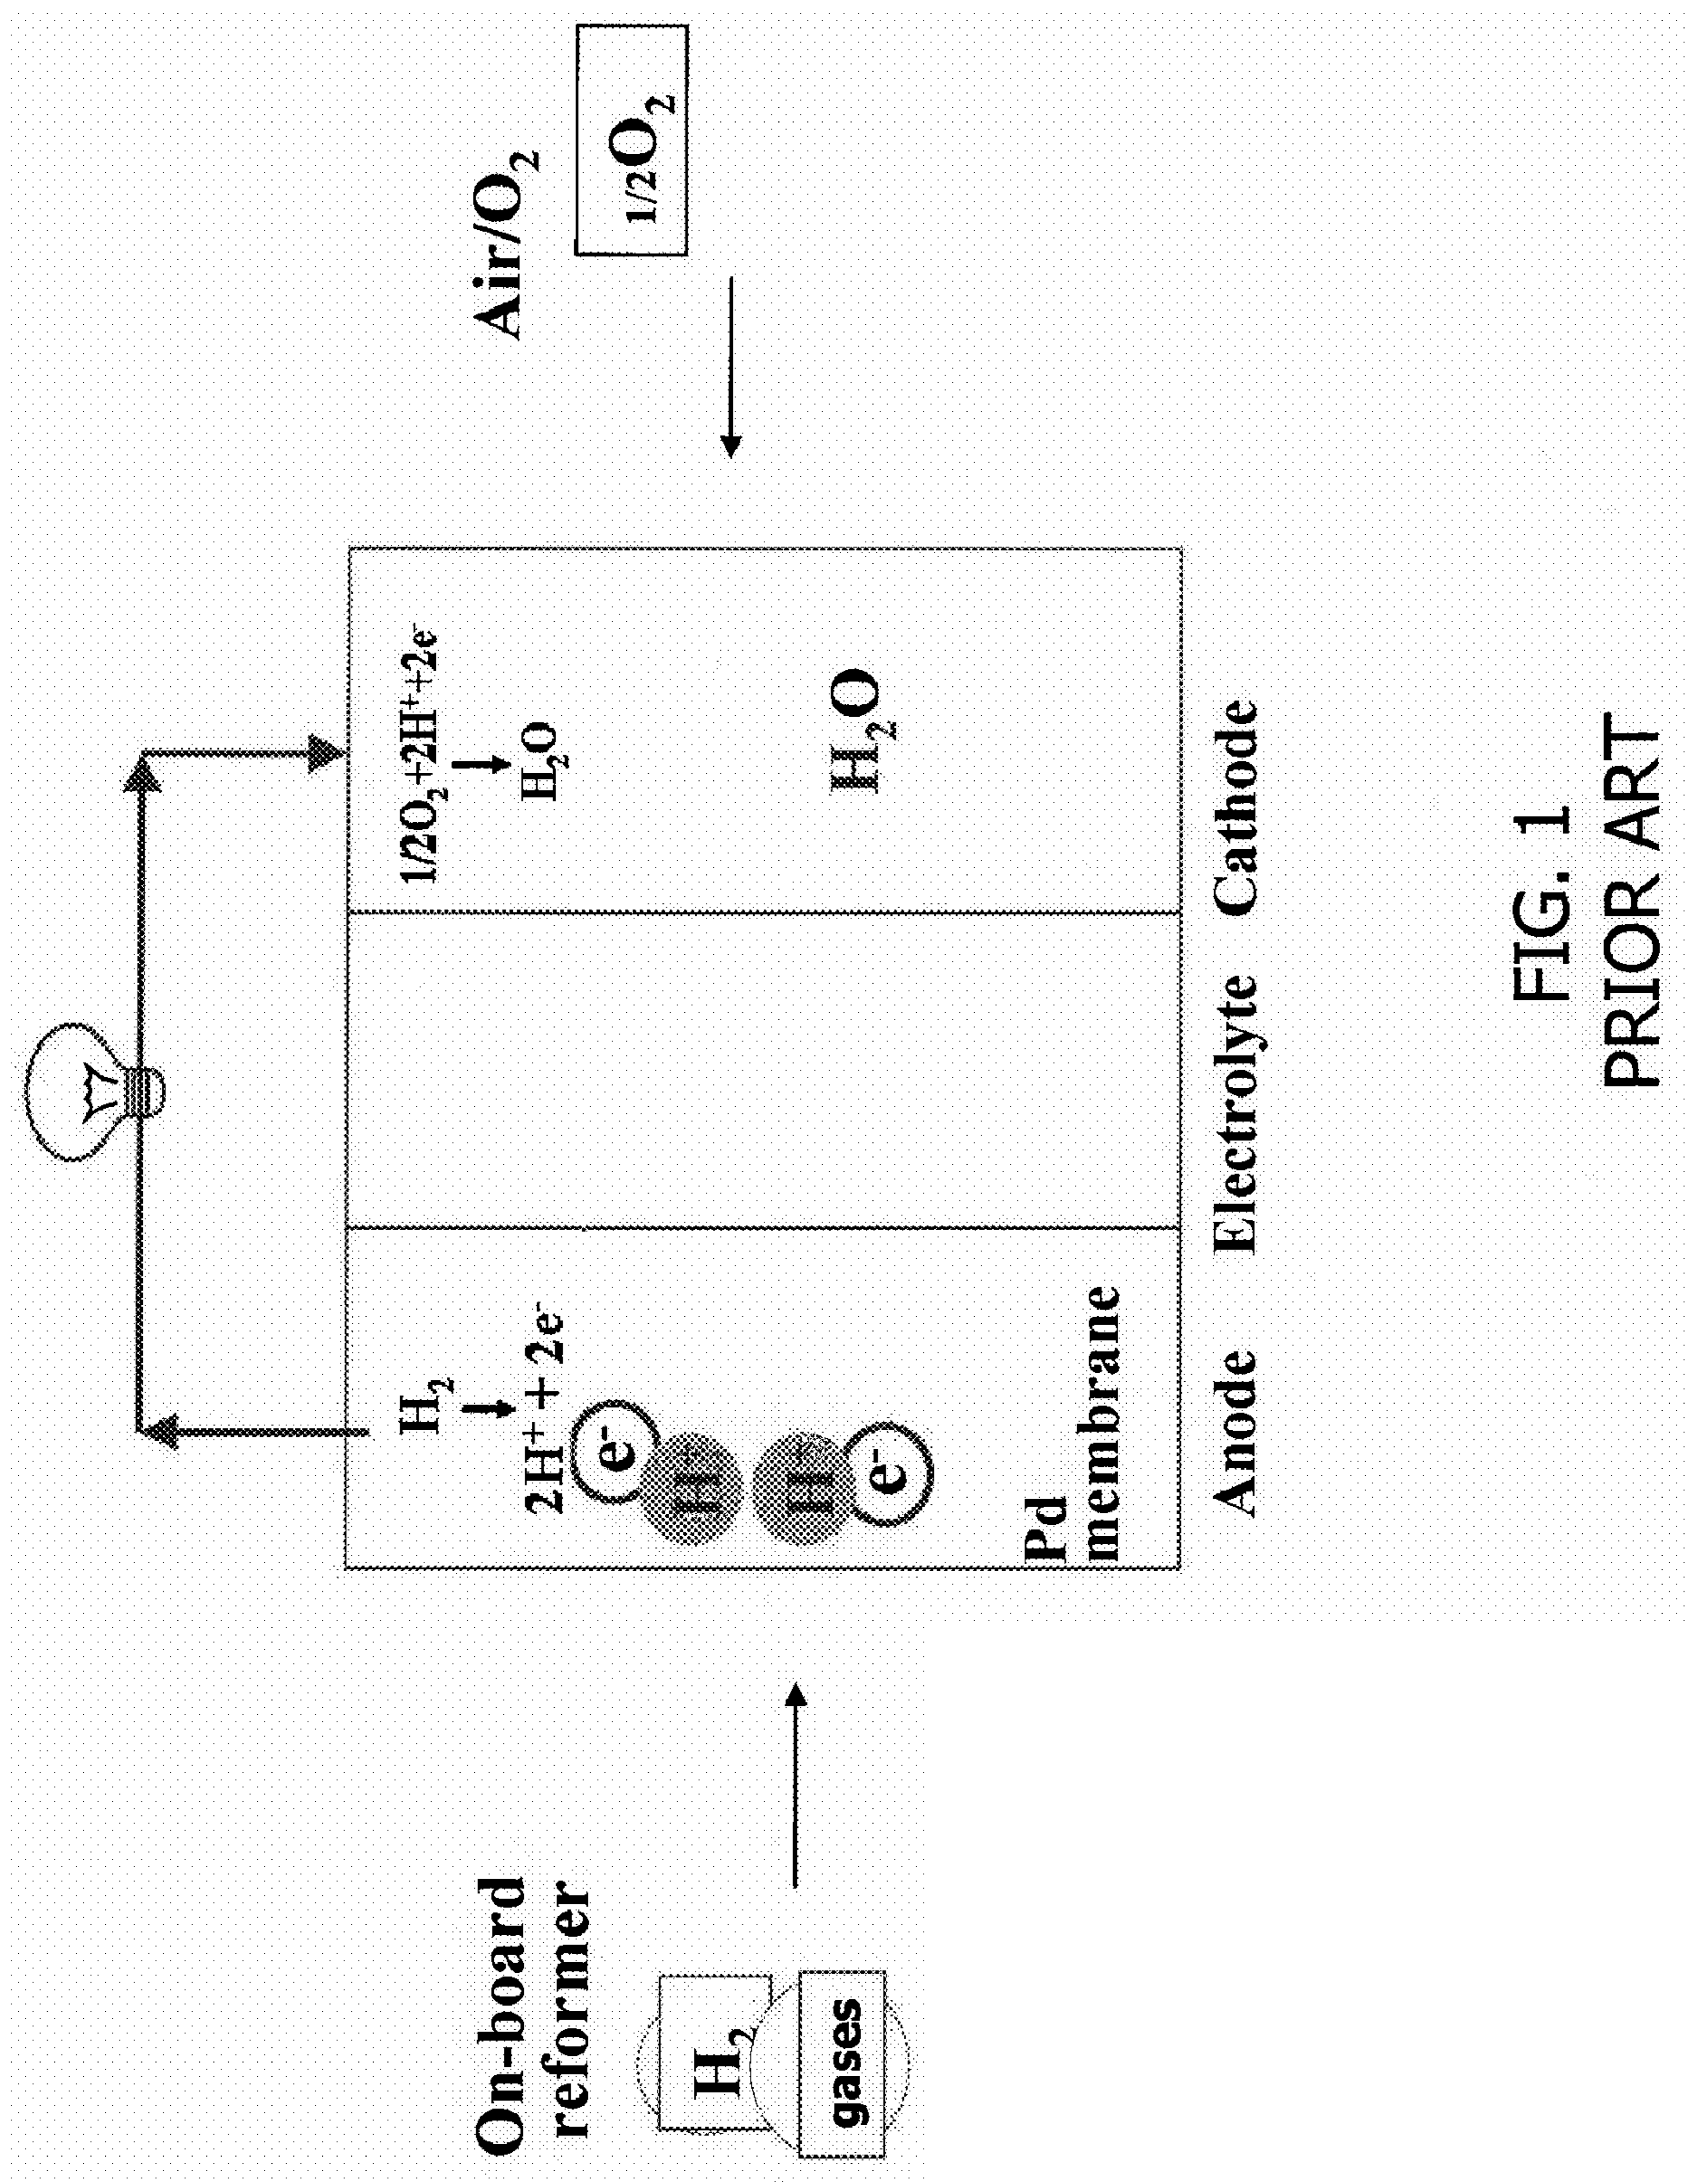 On-board
reformer
H₂
gases
H₂
2H⁺ + 2e⁻
e⁻
H⁺
H⁺
e⁻
Pd
membrane
1/2O₂+2H⁺+2e⁻
H₂O
H₂O
Air/O₂
1/2O₂
Anode Electrolyte Cathode
FIG. 1
PRIOR ART